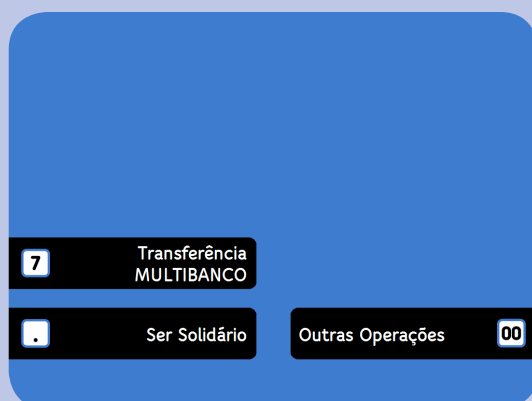 7
Transferência
MULTIBANCO
.
Ser Solidário
Outras Operações
00